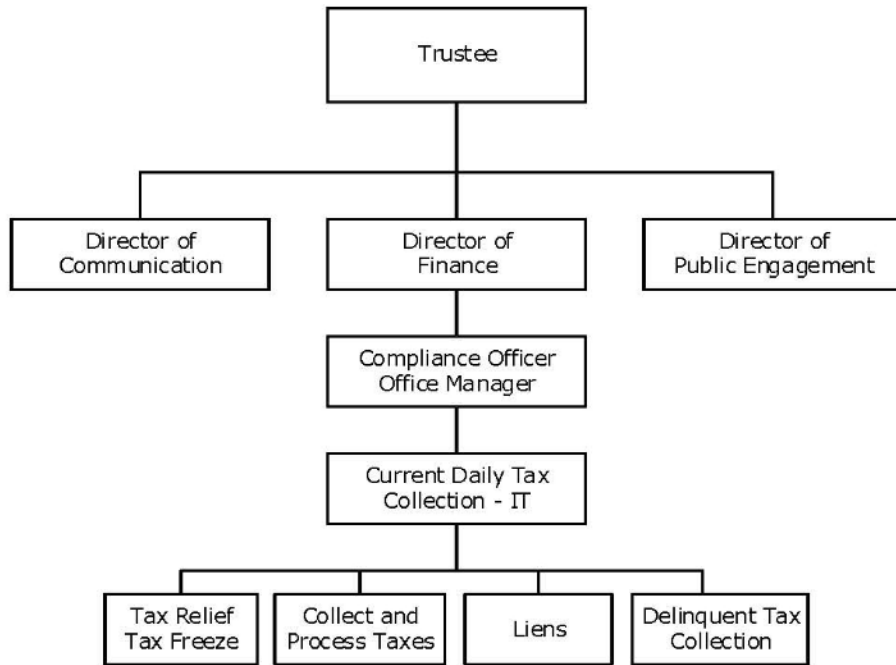 Trustee
Director of
Communication
Director of
Finance
Director of
Public Engagement
Compliance Officer
Office Manager
Current Daily Tax
Collection - IT
Tax Relief
Tax Freeze
Collect and
Process Taxes
Liens
Delinquent Tax
Collection